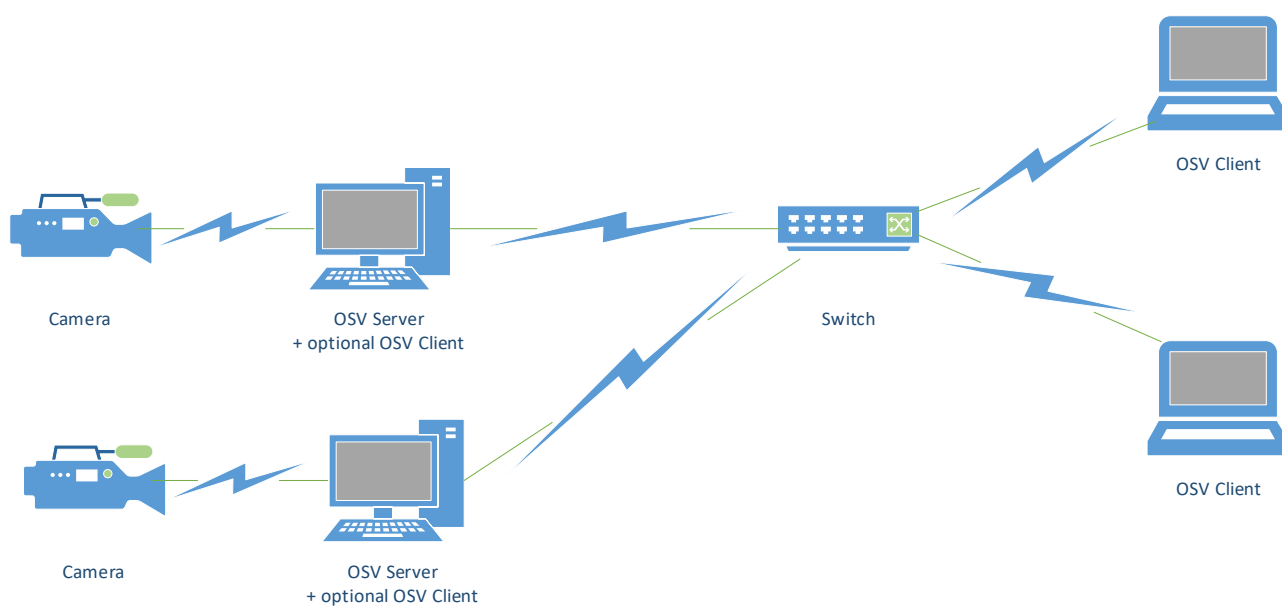 OSV Client
Camera
OSV Server
+ optional OSV Client
Switch
OSV Client
Camera
OSV Server
+ optional OSV Client